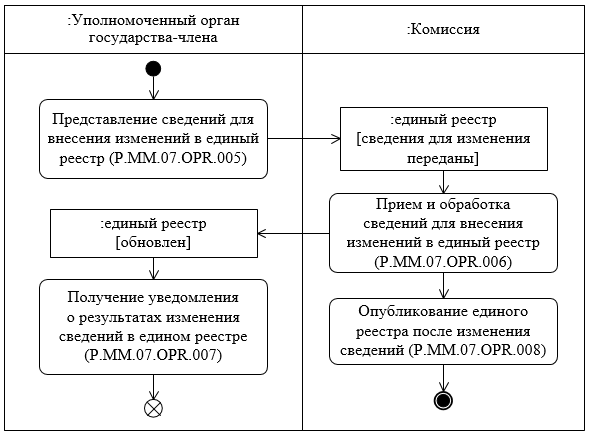 :Уполномоченный орган
государства-члена
:Комиссия
Представление сведений для
внесения изменений в единый
реестр (P.MM.07.OPR.005)
:единый реестр
[сведения для изменения
переданы]
Прием и обработка
сведений для внесения
изменений в единый реестр
(P.MM.07.OPR.006)
:единый реестр
[обновлен]
Получение уведомления
о результатах изменения
сведений в едином реестре
(P.MM.07.OPR.007)
Опубликование единого
реестра после изменения
сведений (P.MM.07.OPR.008)